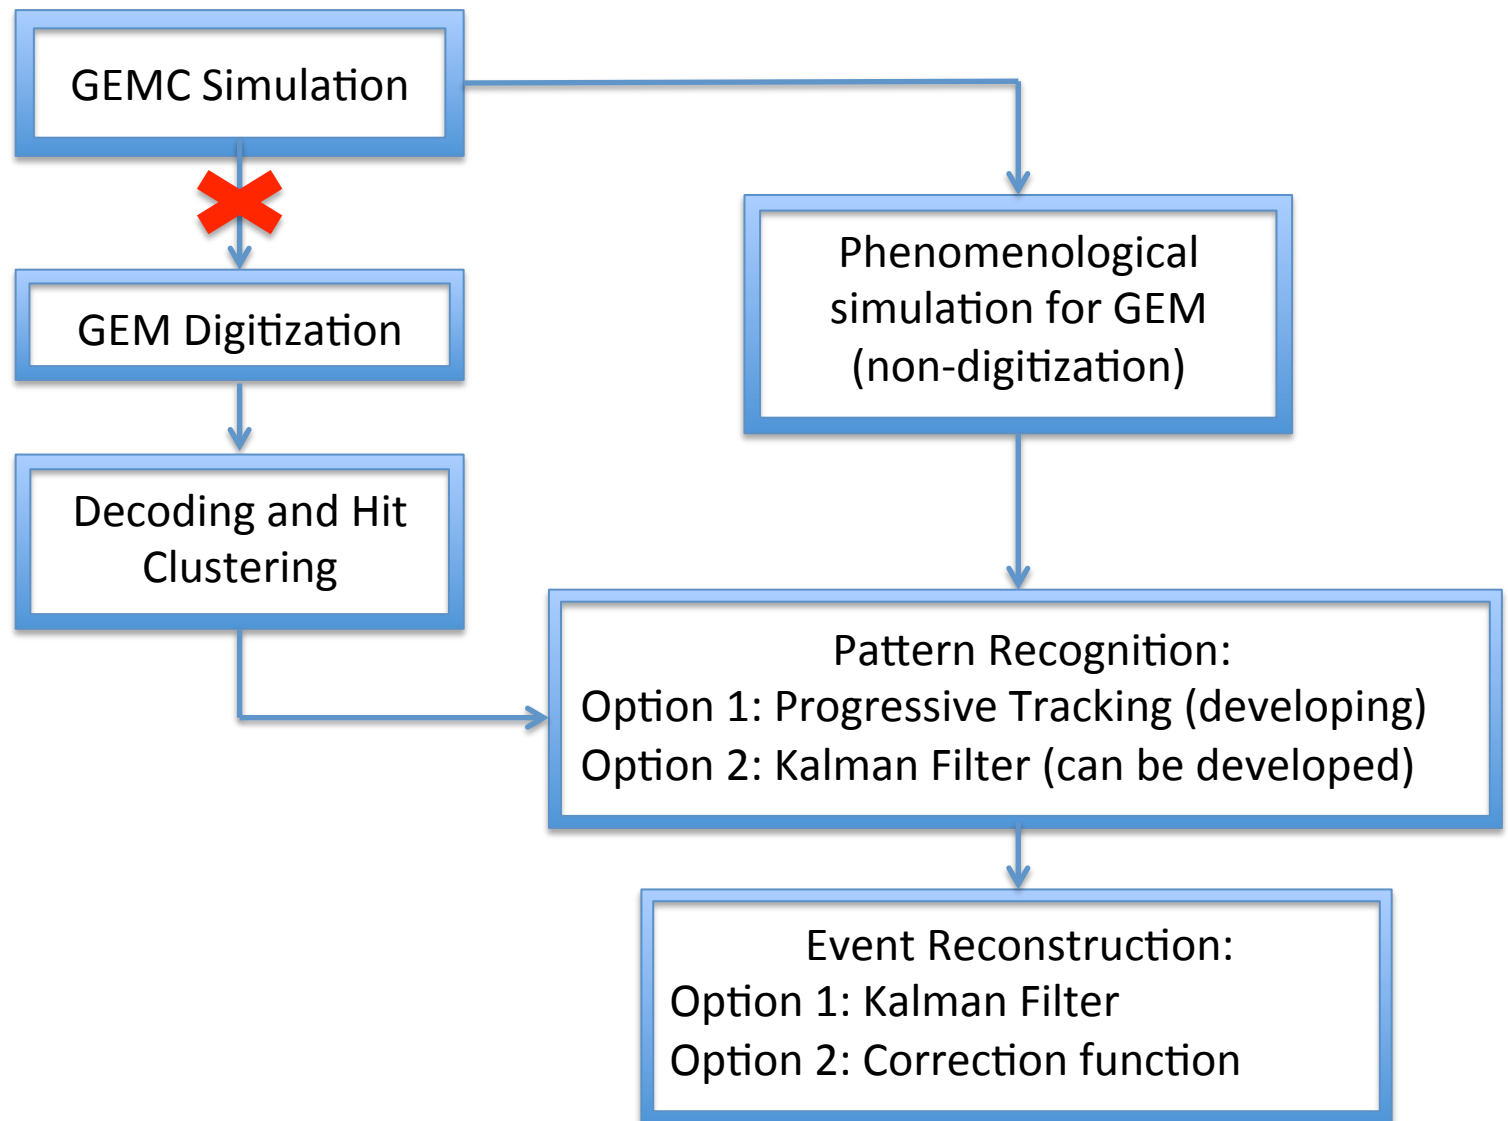 GEMC Simulation
GEM Digitization
Decoding and Hit
Clustering
Phenomenological
simulation for GEM
(non-digitization)
Pattern Recognition:
Option 1: Progressive Tracking (developing)
Option 2: Kalman Filter (can be developed)
Event Reconstruction:
Option 1: Kalman Filter
Option 2: Correction function